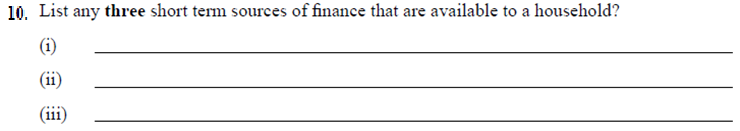 10. List any three short term sources of finance that are available to a household?
(i)
(ii)
(iii)